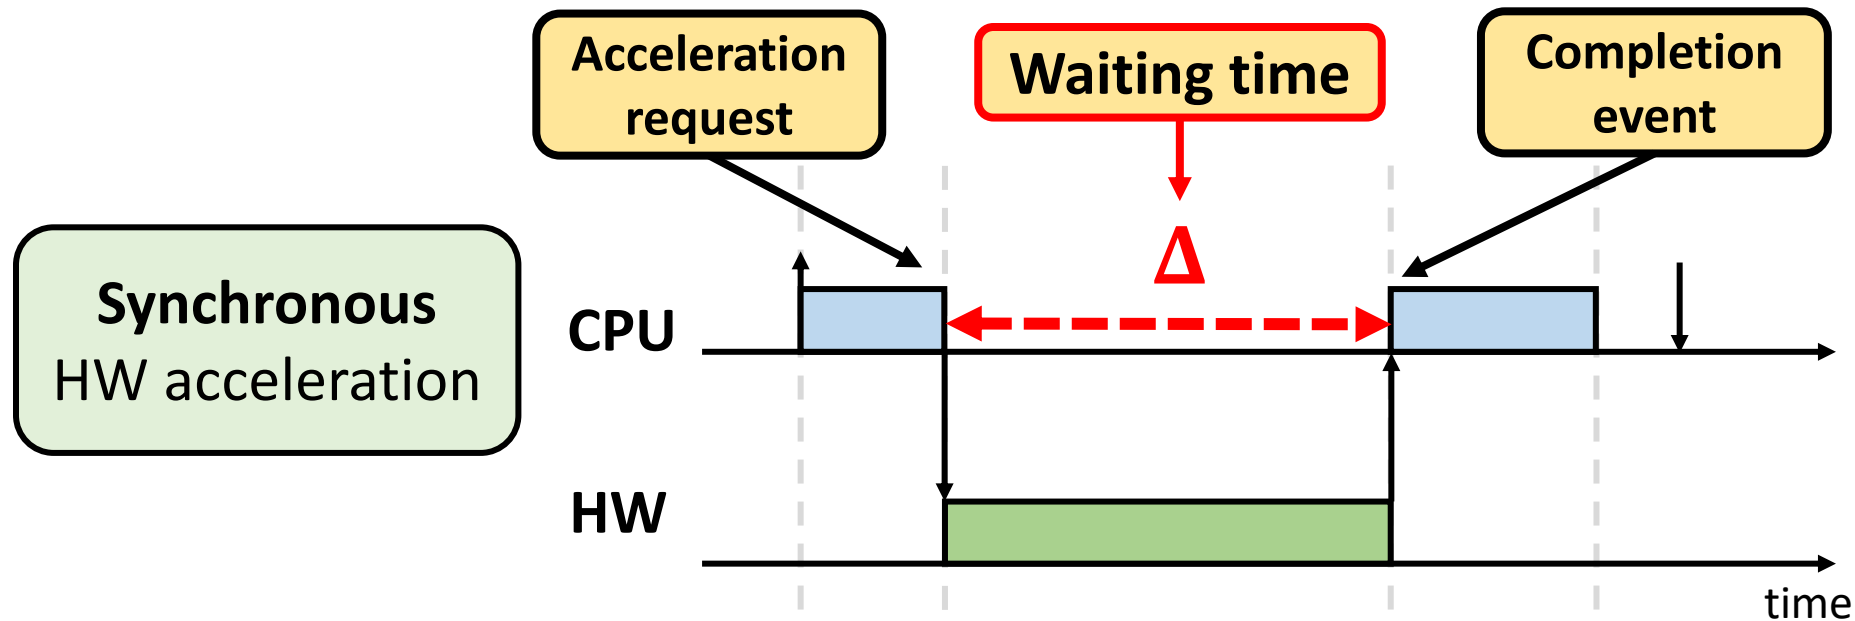 Acceleration
request
Waiting time
Completion
event
Δ
Synchronous
HW acceleration
CPU
HW
time